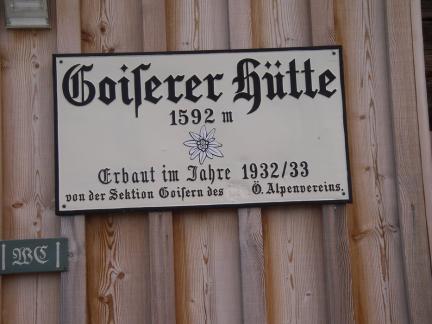 Goiſerer Hütte
1592 m
Erbaut im Jahre 1932/33
von der Sektion Goiſern des Ö. Alpenvereins.
WC